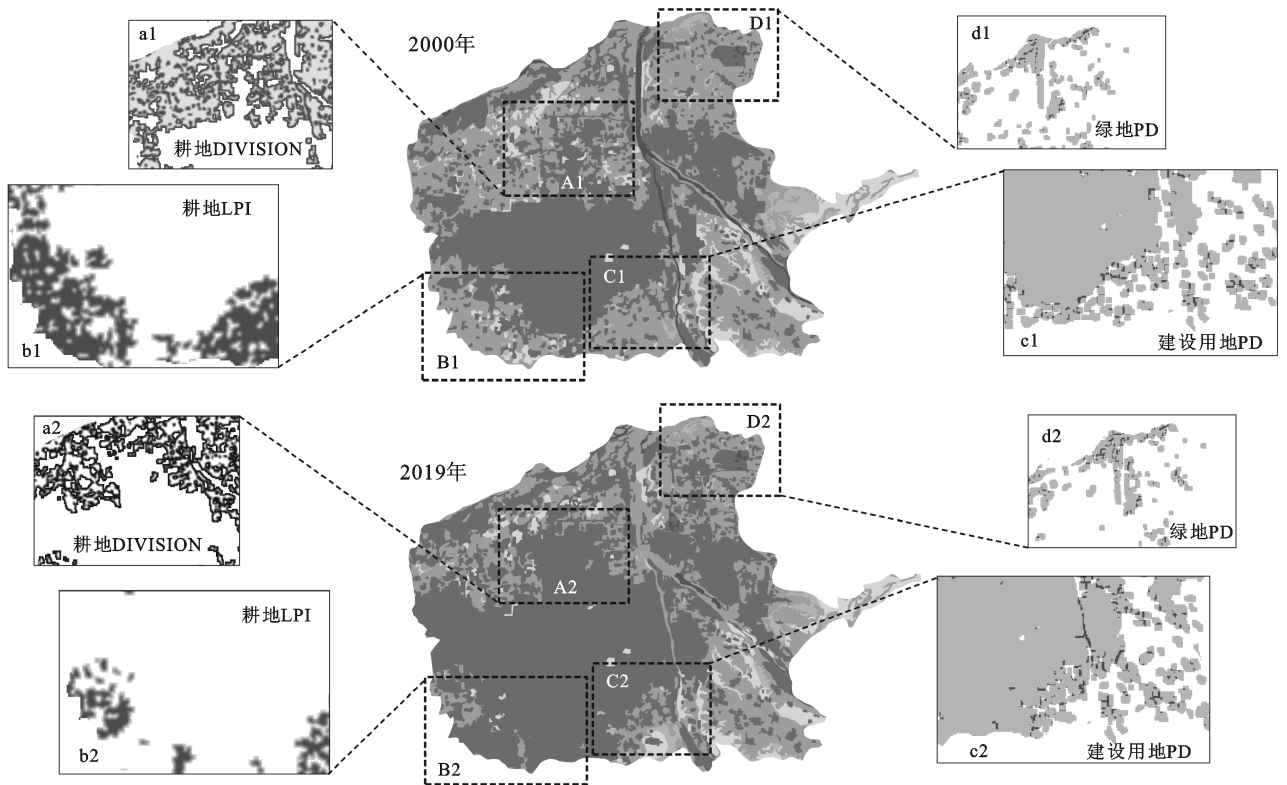 a1
耕地DIVISION
2000年
D1
d1
绿地PD
A1
耕地LPI
b1
C1
B1
c1
建设用地PD
a2
耕地DIVISION
2019年
D2
d2
绿地PD
A2
耕地LPI
b2
C2
B2
c2
建设用地PD